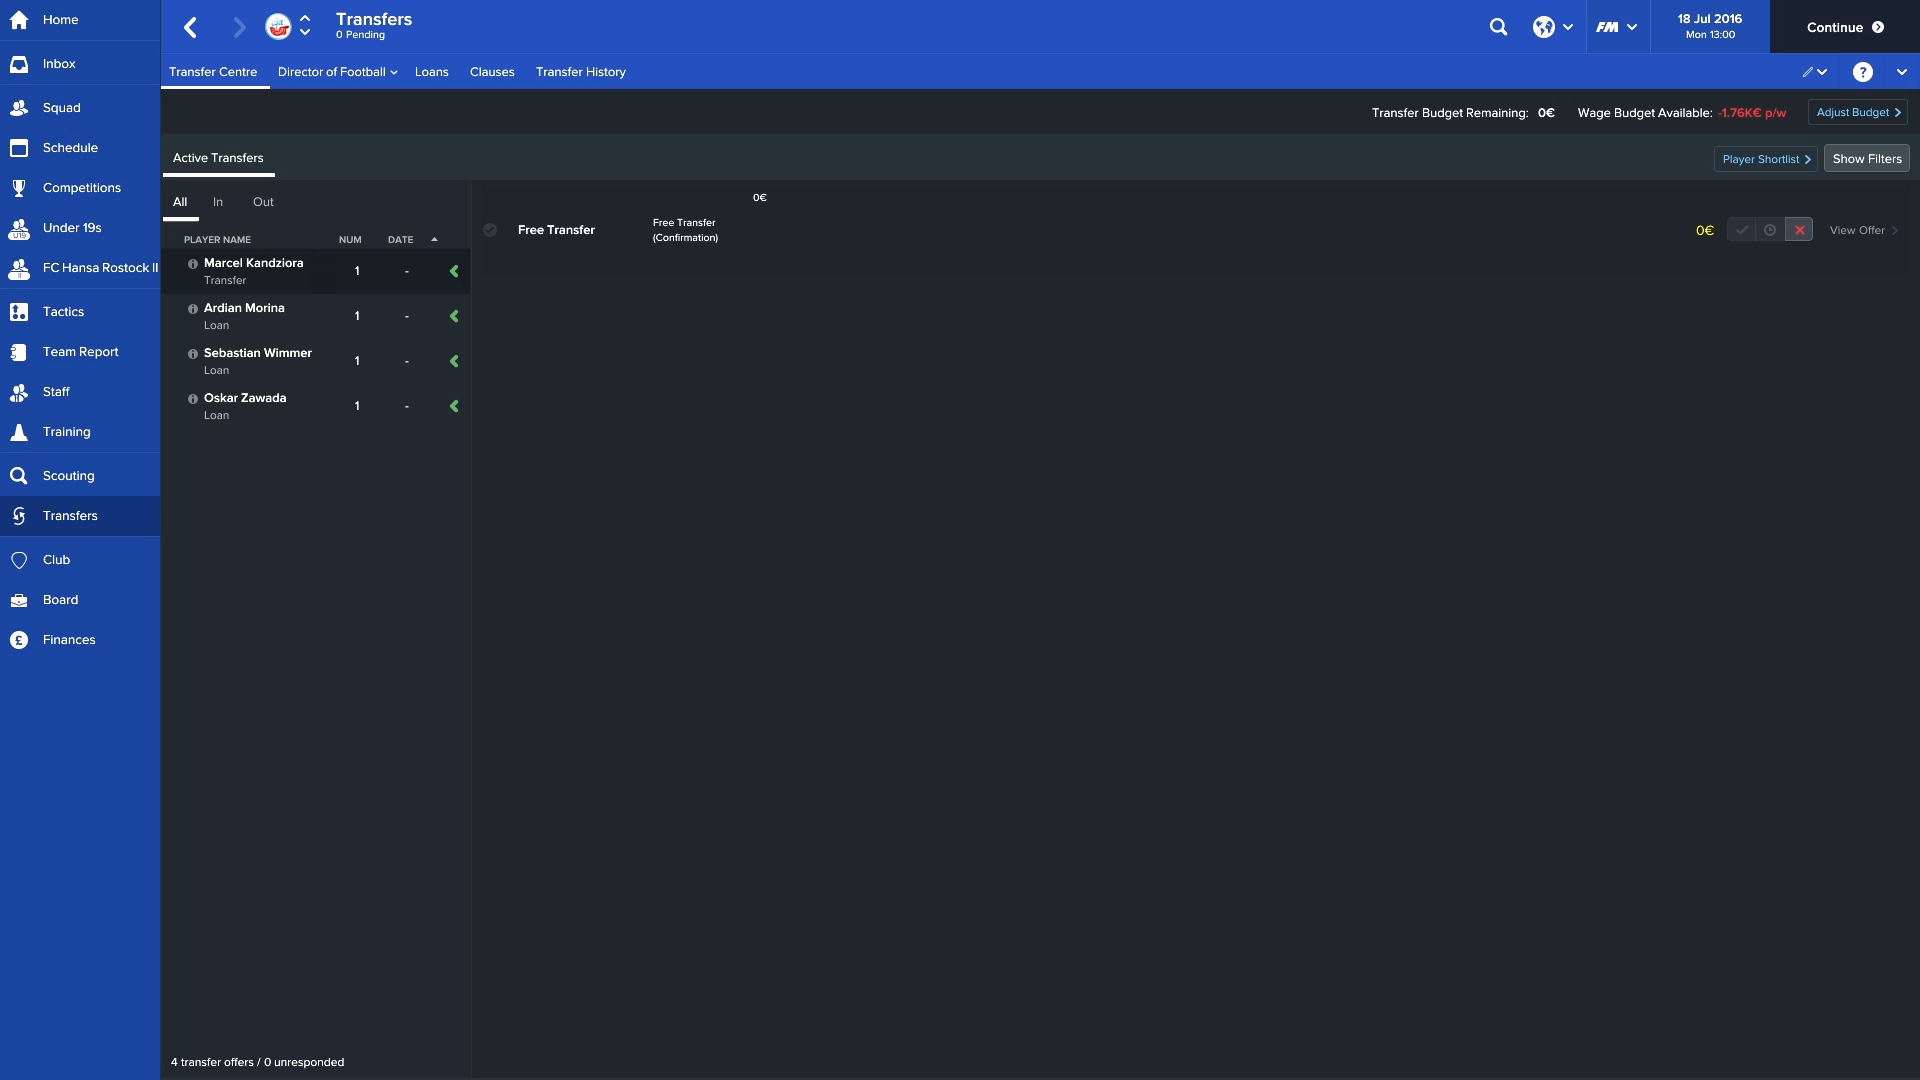 Home
Inbox
Squad
Schedule
Competitions
U19
Under 19s
II
FC Hansa Rostock II
Tactics
Team Report
Staff
Training
Scouting
Transfers
Club
Board
£
Finances
Transfers
0 Pending
FM
18 Jul 2016
Mon 13:00
Continue
Transfer Centre
Director of Football
Loans
Clauses
Transfer History
?
Transfer Budget Remaining: 0€
Wage Budget Available: -1.76K€ p/w
Adjust Budget
Active Transfers
Player Shortlist
Show Filters
All
In
Out
PLAYER NAME
NUM
DATE
Marcel Kandziora
Transfer
1
-
Ardian Morina
Loan
1
-
Sebastian Wimmer
Loan
1
-
Oskar Zawada
Loan
1
-
0€
Free Transfer
Free Transfer
(Confirmation)
0€
View Offer
4 transfer offers / 0 unresponded